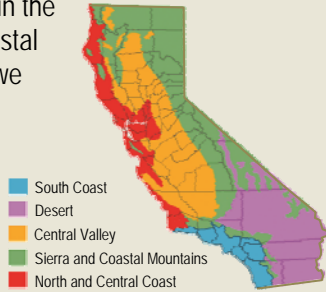 in the
stal
we
South Coast
Desert
Central Valley
Sierra and Coastal Mountains
North and Central Coast